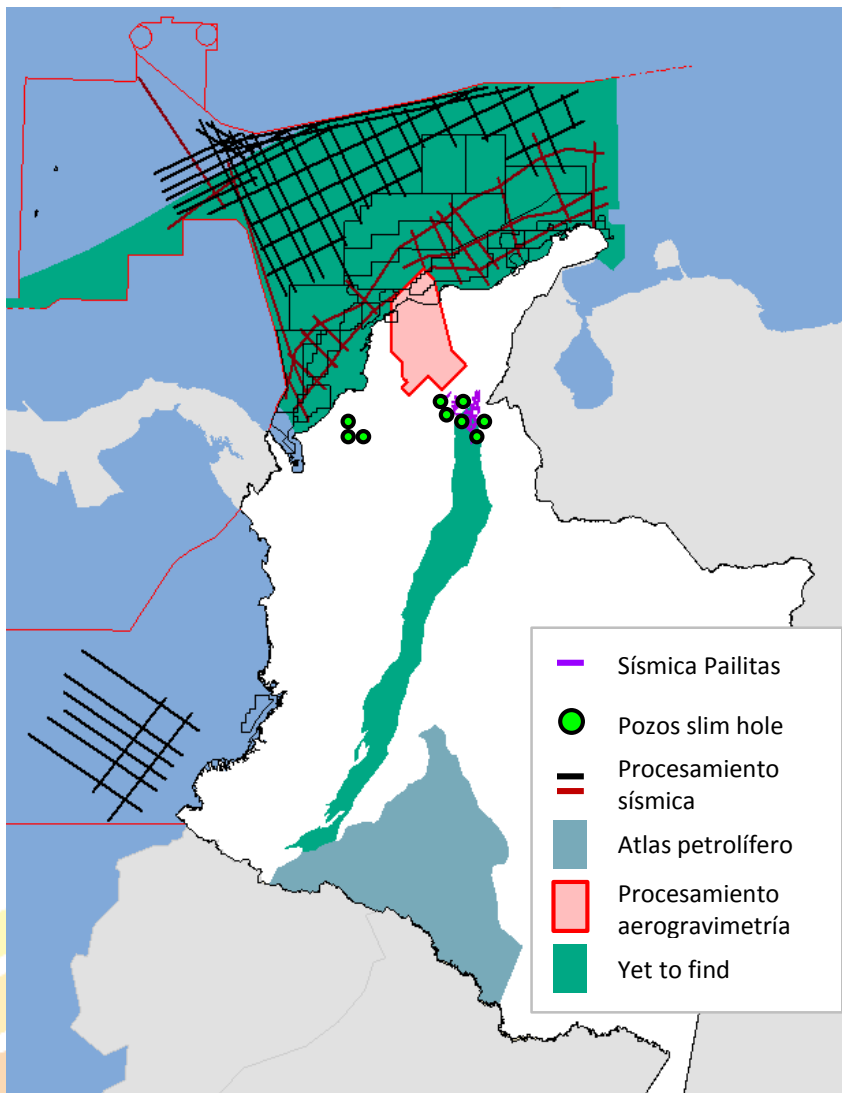 Sísmica Pailitas
Pozos slim hole
Procesamiento
sísmica
Atlas petrolífero
Procesamiento
aerogravimetría
Yet to find